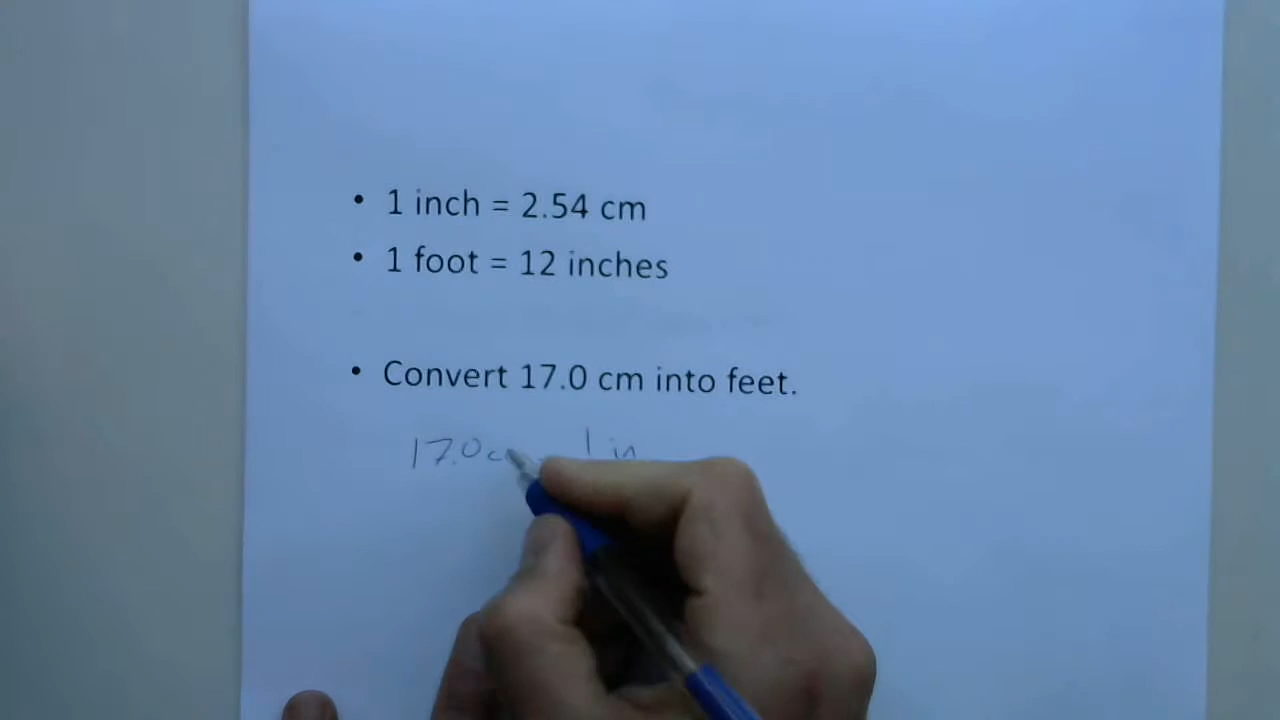 • 1 inch = 2.54 cm
• 1 foot = 12 inches
• Convert 17.0 cm into feet.
17.0 1 in